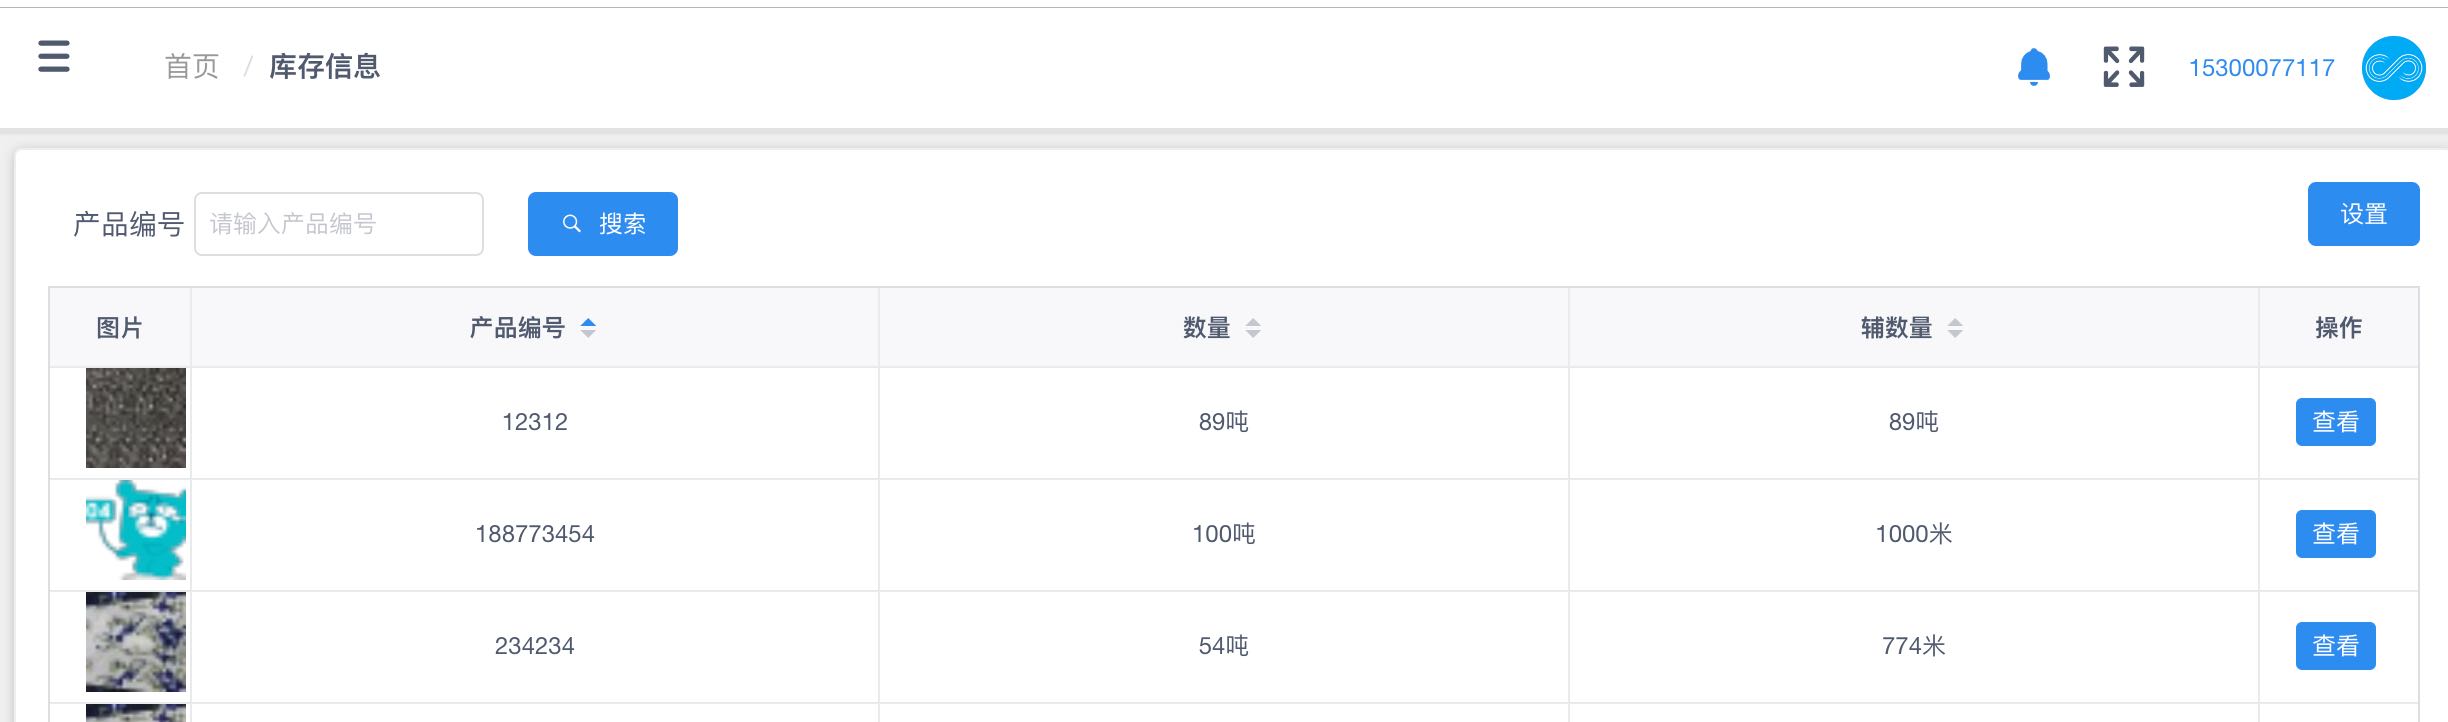 首页 / 库存信息
15300077117
产品编号 请输入产品编号 搜索 设置
图片 产品编号 数量 辅数量 操作
12312 89吨 89吨 查看
04
188773454 100吨 1000米 查看
234234 54吨 774米 查看